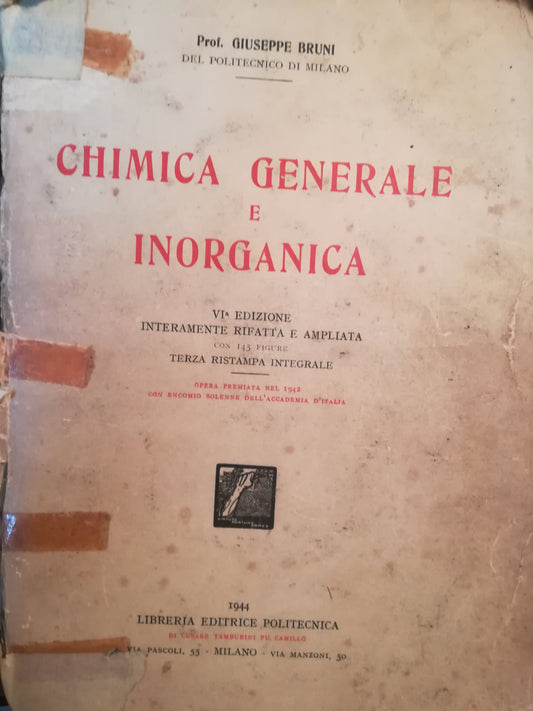 Prof. GIUSEPPE BRUNI
DEL POLITECNICO DI MILANO
CHIMICA GENERALE
E
INORGANICA
VIª EDIZIONE
INTERAMENTE RIFATTA E AMPLIATA
CON 145 FIGURE
TERZA RISTAMPA INTEGRALE
OPERA PREMIATA NEL 1942
CON ENCOMIO SOLENNE DELL'ACCADEMIA D'ITALIA
1944
LIBRERIA EDITRICE POLITECNICA
DI CESARE TAMBURINI FU CAMILLO
VIA PASCOLI, 55 - MILANO - VIA MANZONI, 50